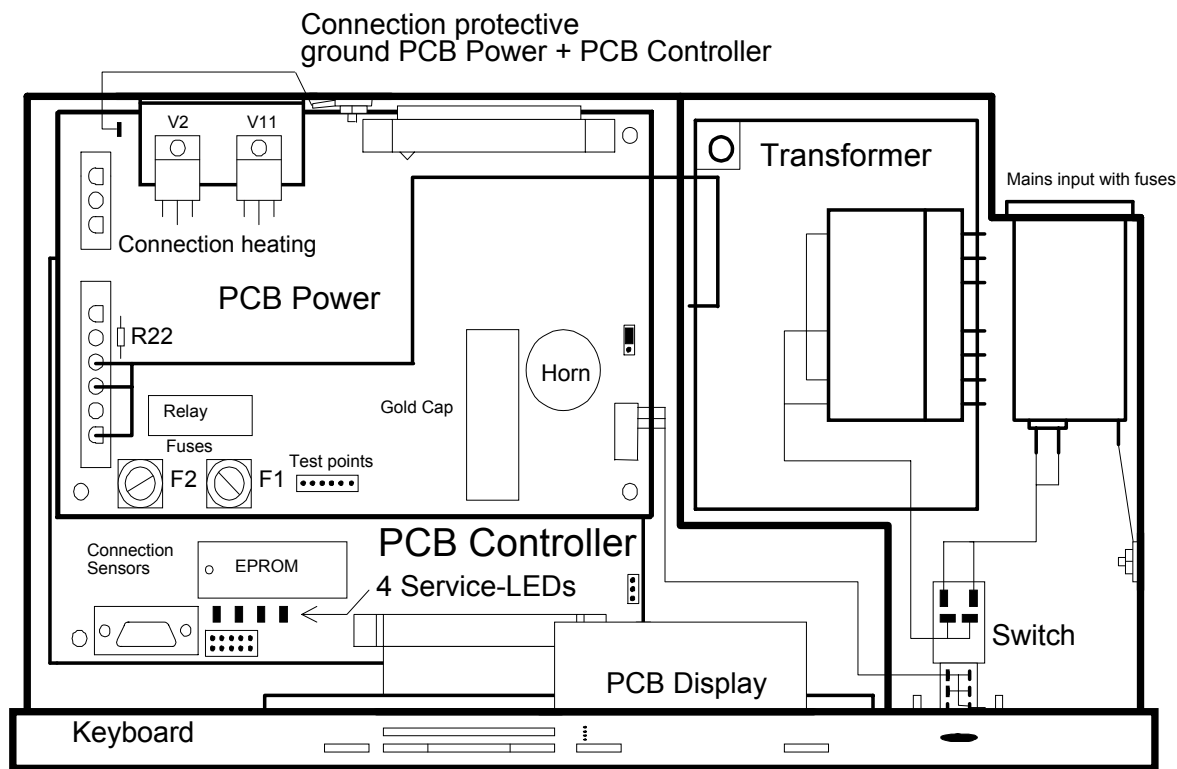 Connection protective
ground PCB Power + PCB Controller
V2
V11
Transformer
Mains input with fuses
Connection heating
PCB Power
R22
Horn
Gold Cap
Relay
Fuses
F2
F1
Test points
PCB Controller
Connection
Sensors
EPROM
4 Service-LEDs
Switch
PCB Display
Keyboard